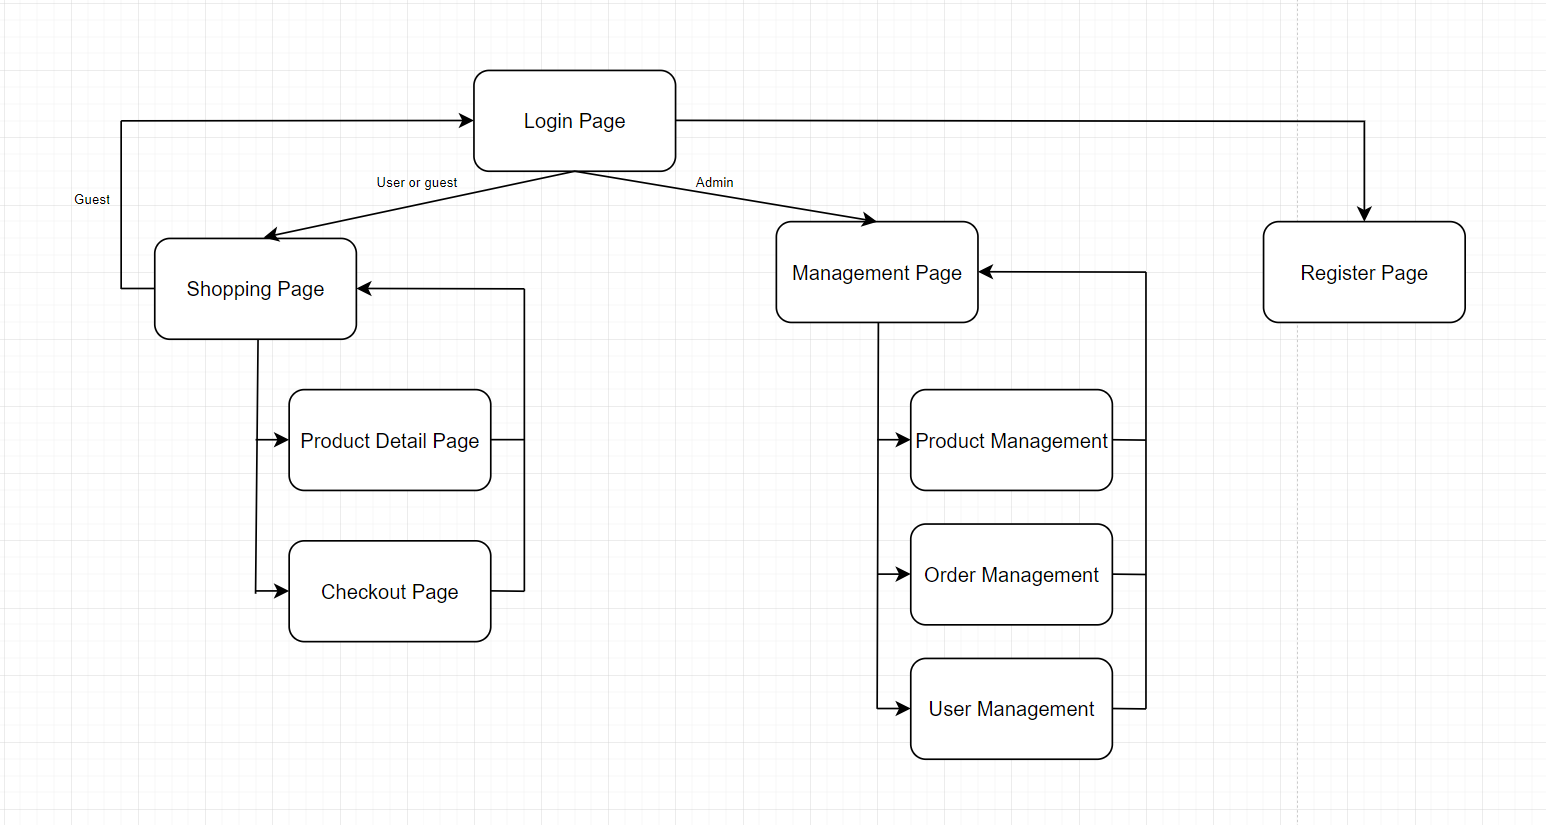 Login Page
User or guest
Admin
Guest
Shopping Page
Management Page
Register Page
Product Detail Page
Product Management
Checkout Page
Order Management
User Management